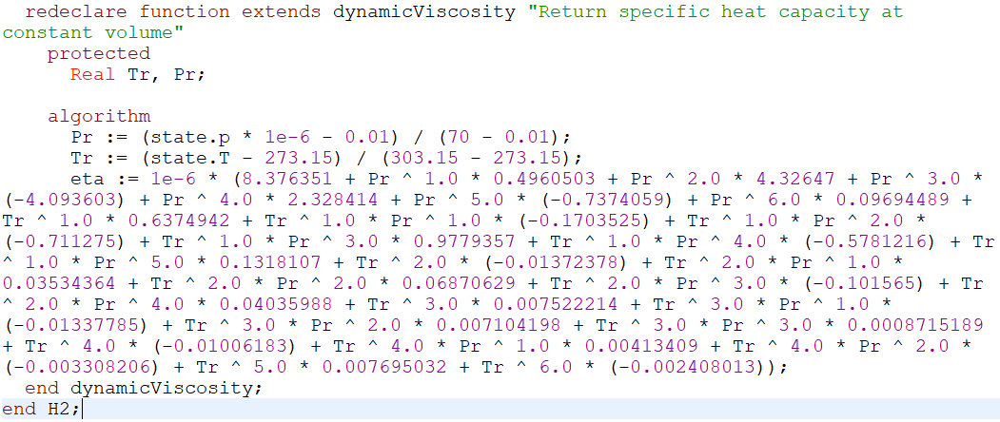 redeclare function extends dynamicViscosity "Return specific heat capacity at
constant volume"
protected
Real Tr, Pr;
algorithm
Pr := (state.p * 1e-6 - 0.01) / (70 - 0.01);
Tr := (state.T - 273.15) / (303.15 - 273.15);
eta := 1e-6 * (8.376351 + Pr ^ 1.0 * 0.4960503 + Pr ^ 2.0 * 4.32647 + Pr ^ 3.0 *
(-4.093603) + Pr ^ 4.0 * 2.328414 + Pr ^ 5.0 * (-0.7374059) + Pr ^ 6.0 * 0.09694489 +
Tr ^ 1.0 * 0.6374942 + Tr ^ 1.0 * Pr ^ 1.0 * (-0.1703525) + Tr ^ 1.0 * Pr ^ 2.0 *
(-0.711275) + Tr ^ 1.0 * Pr ^ 3.0 * 0.9779357 + Tr ^ 1.0 * Pr ^ 4.0 * (-0.5781216) + Tr
^ 1.0 * Pr ^ 5.0 * 0.1318107 + Tr ^ 2.0 * (-0.01372378) + Tr ^ 2.0 * Pr ^ 1.0 *
0.03534364 + Tr ^ 2.0 * Pr ^ 2.0 * 0.06870629 + Tr ^ 2.0 * Pr ^ 3.0 * (-0.101565) + Tr
^ 2.0 * Pr ^ 4.0 * 0.04035988 + Tr ^ 3.0 * 0.007522214 + Tr ^ 3.0 * Pr ^ 1.0 *
(-0.01337785) + Tr ^ 3.0 * Pr ^ 2.0 * 0.007104198 + Tr ^ 3.0 * Pr ^ 3.0 * 0.0008715189
+ Tr ^ 4.0 * (-0.01006183) + Tr ^ 4.0 * Pr ^ 1.0 * 0.00413409 + Tr ^ 4.0 * Pr ^ 2.0 *
(-0.003308206) + Tr ^ 5.0 * 0.007695032 + Tr ^ 6.0 * (-0.002408013));
end dynamicViscosity;
end H2;